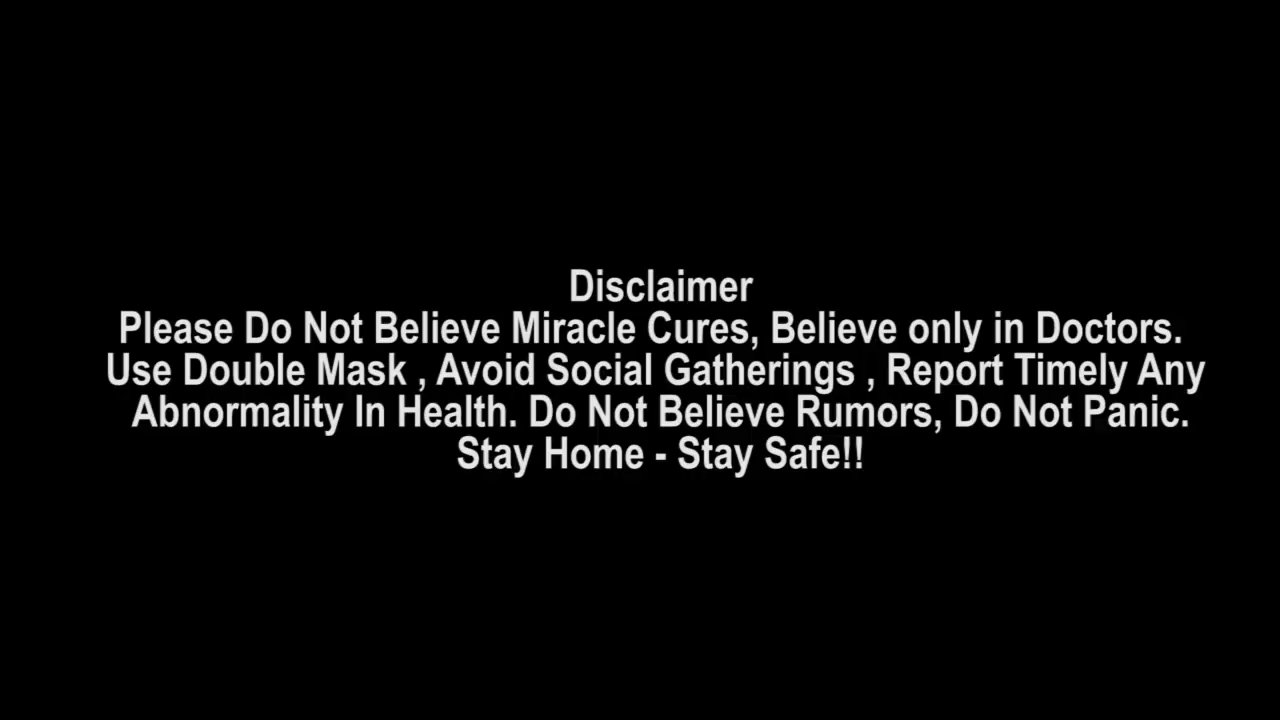 Disclaimer
Please Do Not Believe Miracle Cures, Believe only in Doctors.
Use Double Mask , Avoid Social Gatherings , Report Timely Any
Abnormality In Health. Do Not Believe Rumors, Do Not Panic.
Stay Home - Stay Safe!!